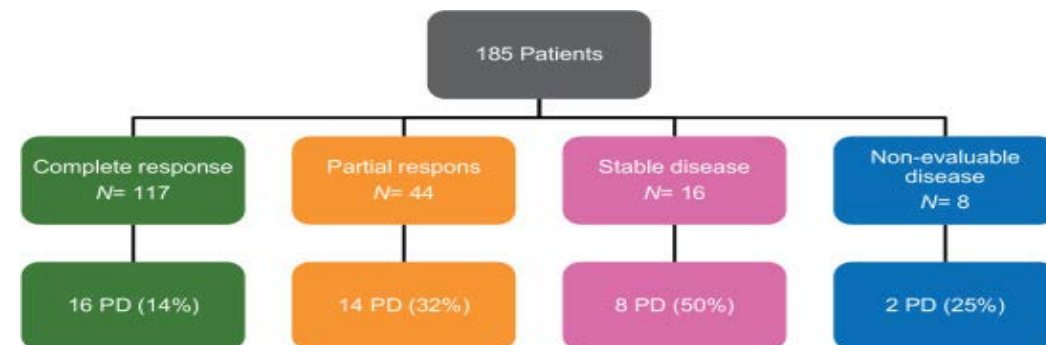 185 Patients
Complete response
N= 117
Partial respons
N= 44
Stable disease
N= 16
Non-evaluable
disease
N= 8
16 PD (14%)
14 PD (32%)
8 PD (50%)
2 PD (25%)